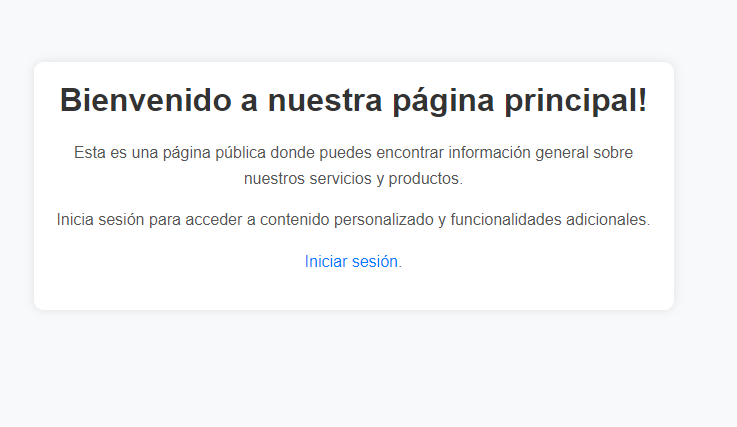 Bienvenido a nuestra página principal!
Esta es una página pública donde puedes encontrar información general sobre
nuestros servicios y productos.
Inicia sesión para acceder a contenido personalizado y funcionalidades adicionales.
Iniciar sesión.